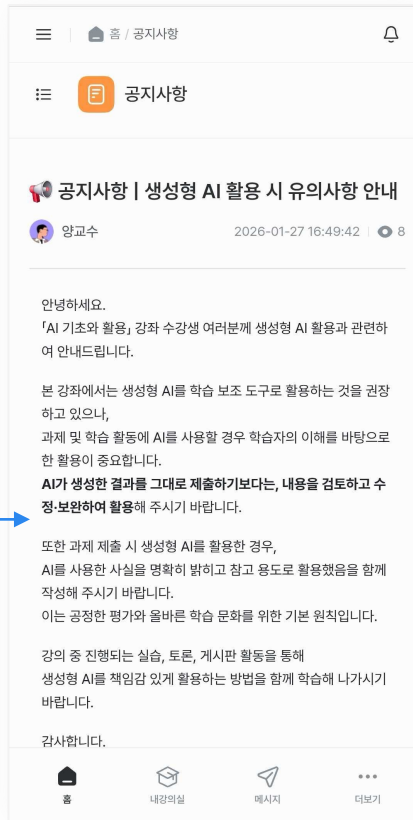 홈 / 공지사항
공지사항
📢 공지사항 | 생성형 AI 활용 시 유의사항 안내
양교수
2026-01-27 16:49:42 | 8
안녕하세요.
「AI 기초와 활용」 강좌 수강생 여러분께 생성형 AI 활용과 관련하
여 안내드립니다.
본 강좌에서는 생성형 AI를 학습 보조 도구로 활용하는 것을 권장
하고 있으나,
과제 및 학습 활동에 AI를 사용할 경우 학습자의 이해를 바탕으로
한 활용이 중요합니다.
AI가 생성한 결과를 그대로 제출하기보다는, 내용을 검토하고 수
정·보완하여 활용해 주시기 바랍니다.
또한 과제 제출 시 생성형 AI를 활용한 경우,
AI를 사용한 사실을 명확히 밝히고 참고 용도로 활용했음을 함께
작성해 주시기 바랍니다.
이는 공정한 평가와 올바른 학습 문화를 위한 기본 원칙입니다.
강의 중 진행되는 실습, 토론, 게시판 활동을 통해
생성형 AI를 책임감 있게 활용하는 방법을 함께 학습해 나가시기
바랍니다.
감사합니다.
홈
내강의실
메시지
더보기